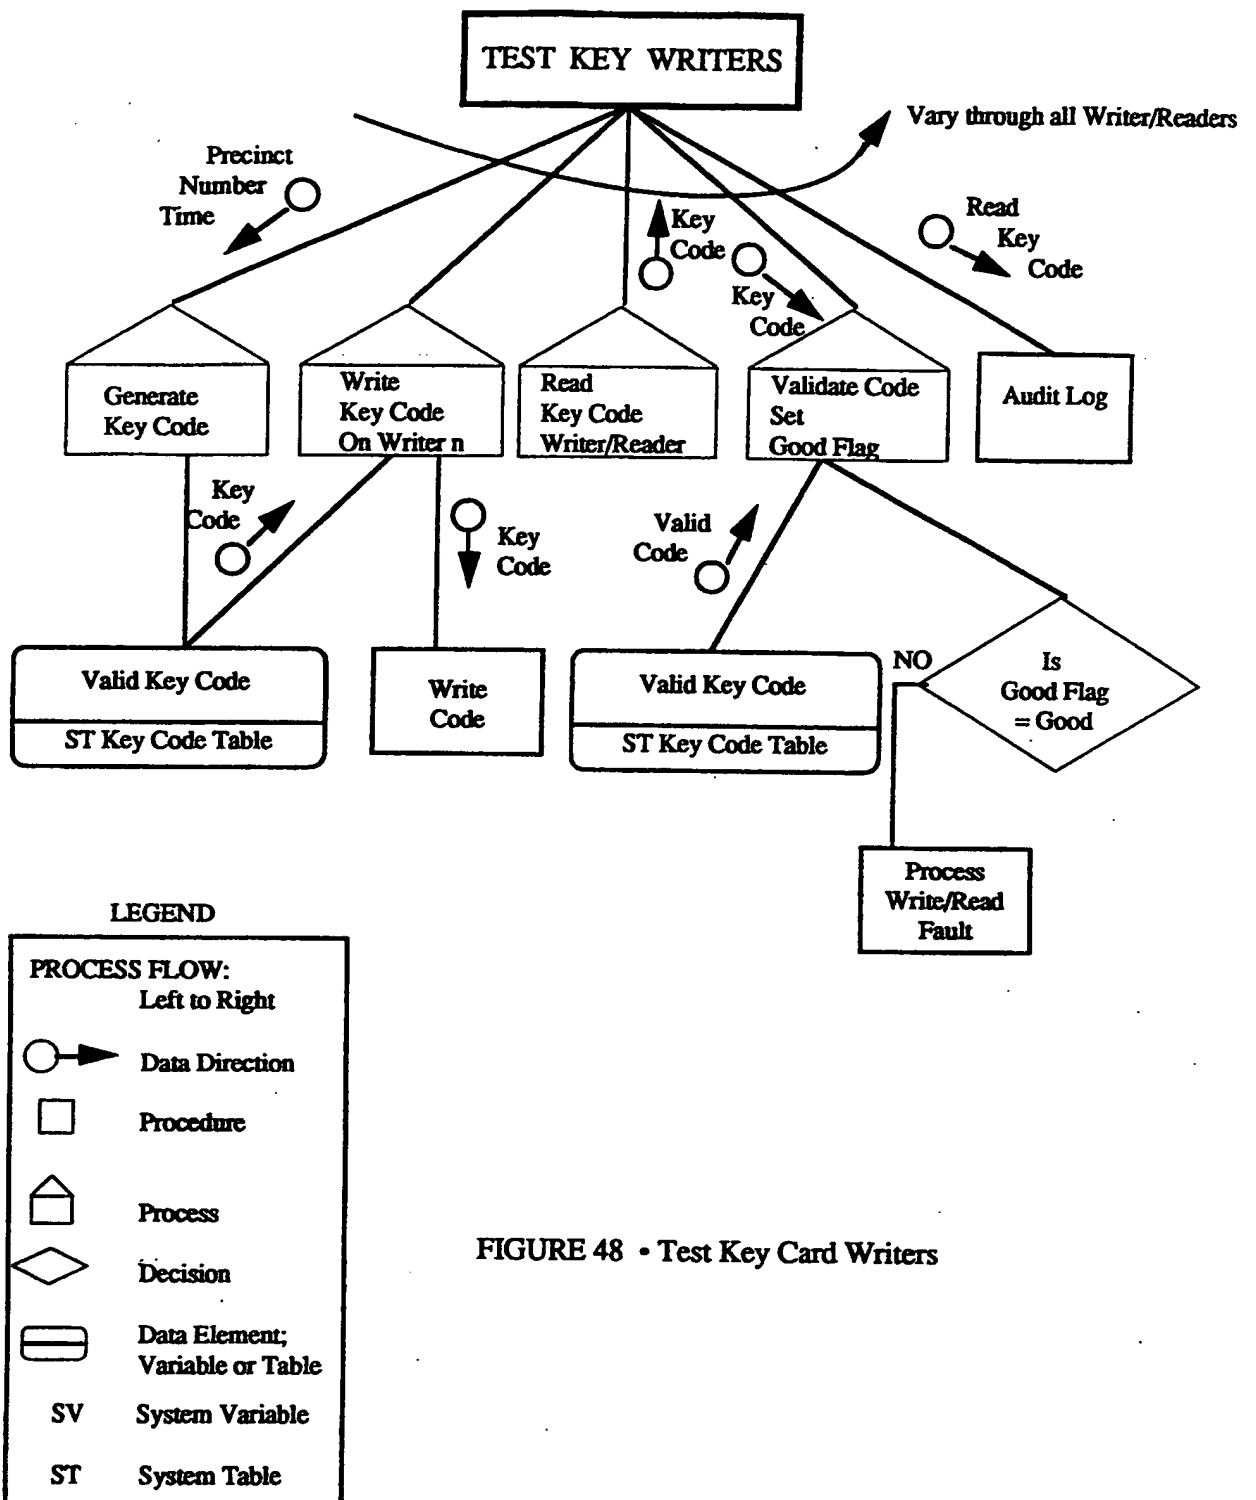 TEST KEY WRITERS
Vary through all Writer/Readers
Precinct
Number
Time
Key
Code
Key
Code
Read
Key
Code
Generate
Key Code
Write
Key Code
On Writer n
Read
Key Code
Writer/Reader
Validate Code
Set
Good Flag
Audit Log
Key
Code
Key
Code
Valid
Code
Valid Key Code
ST Key Code Table
Write
Code
Valid Key Code
ST Key Code Table
NO
Is
Good Flag
= Good
Process
Write/Read
Fault
LEGEND
PROCESS FLOW:
Left to Right
Data Direction
Procedure
Process
Decision
Data Element;
Variable or Table
SV System Variable
ST System Table
FIGURE 48 • Test Key Card Writers